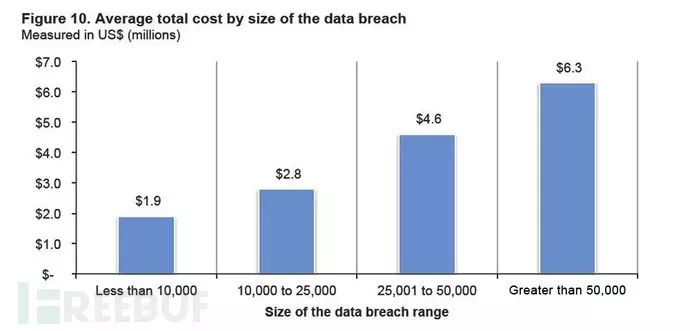 Figure 10. Average total cost by size of the data breach
Measured in US$ (millions)
$7.0
$6.0
$5.0
$4.0
$3.0
$2.0
$1.0
$-
$1.9
$2.8
$4.6
$6.3
Less than 10,000
10,000 to 25,000
25,001 to 50,000
Greater than 50,000
Size of the data breach range
FREEBUF